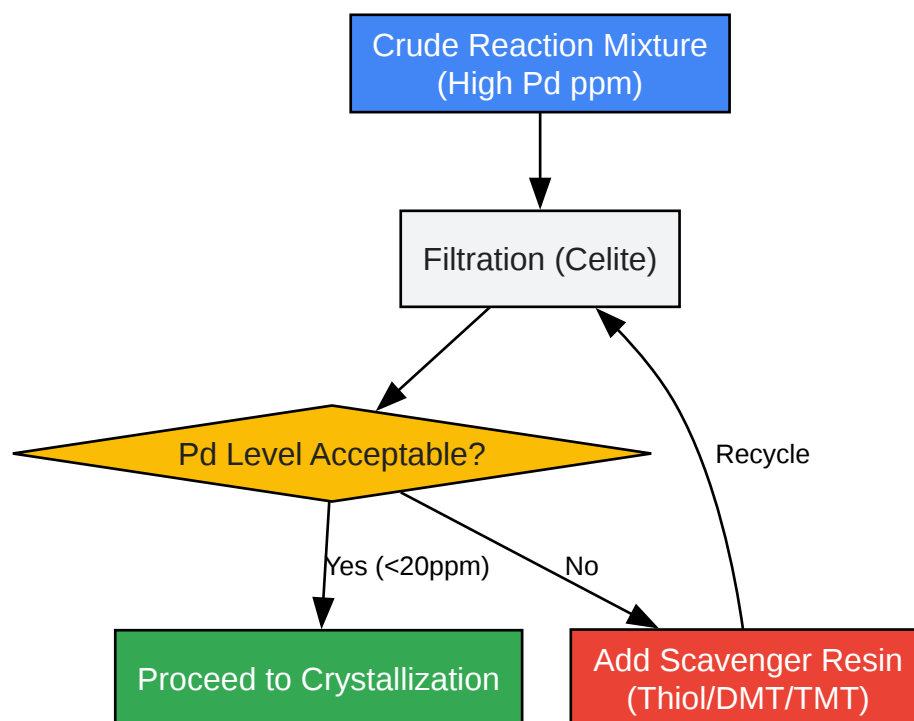 Crude Reaction Mixture
(High Pd ppm)
Filtration (Celite)
Pd Level Acceptable?
Recycle
Yes (<20ppm)
No
Proceed to Crystallization
Add Scavenger Resin
(Thiol/DMT/TMT)